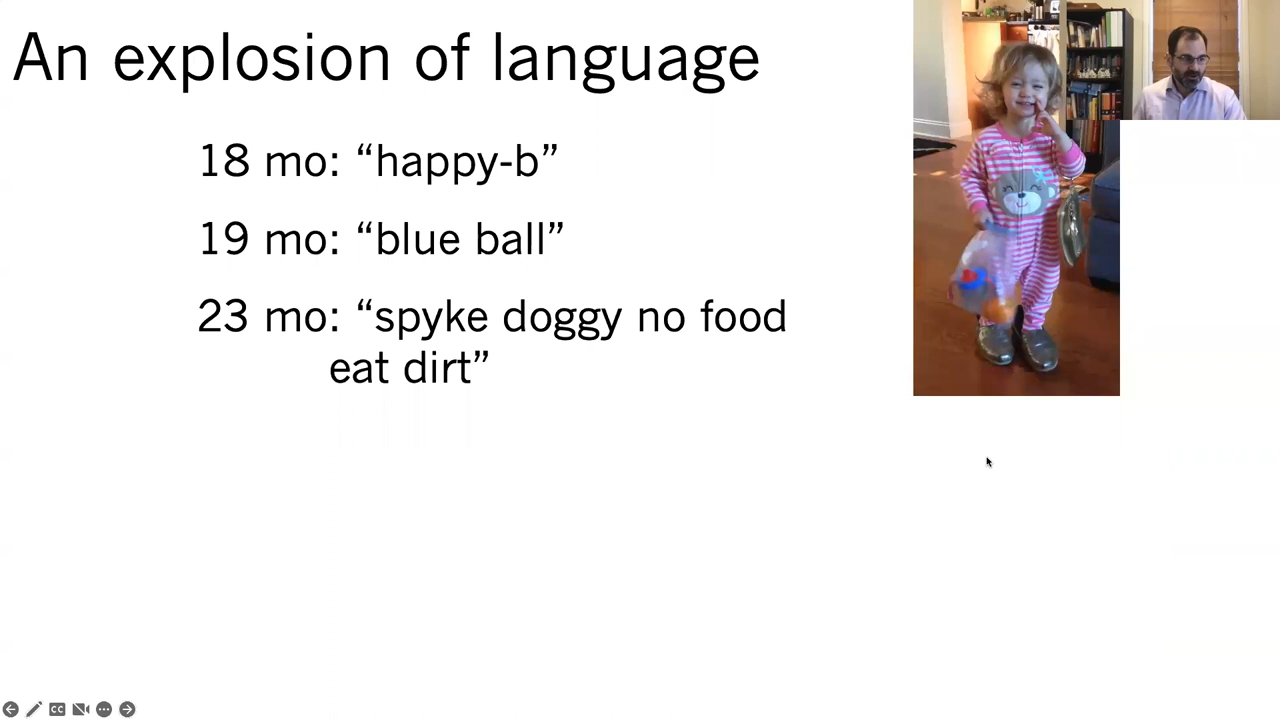 An explosion of language
18 mo: “happy-b”
19 mo: “blue ball”
23 mo: “spyke doggy no food
eat dirt”
CC